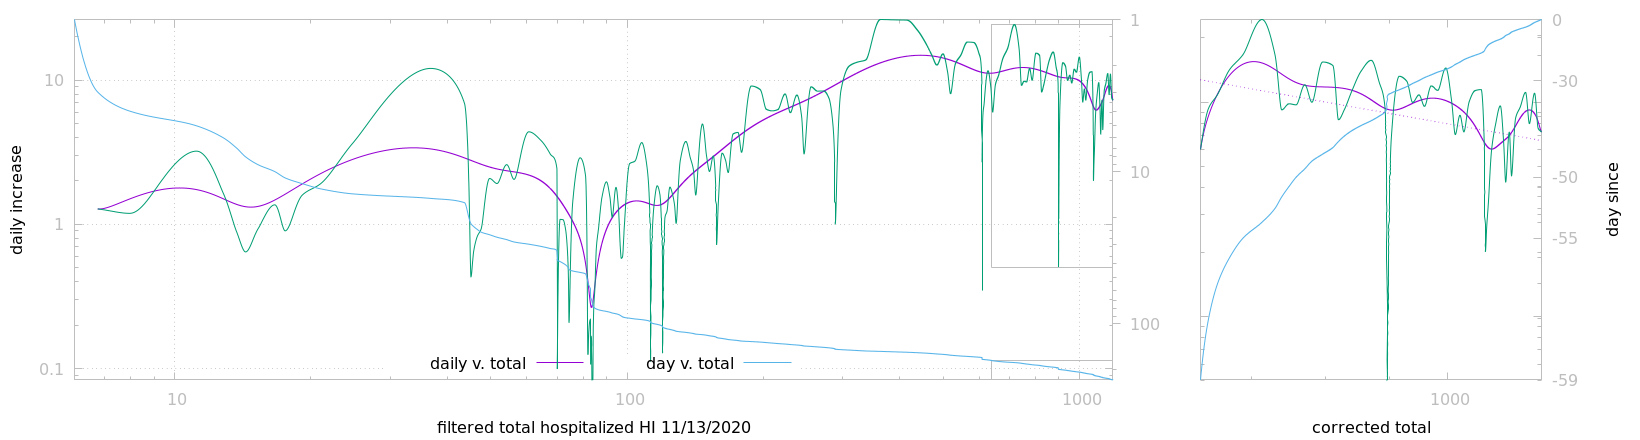 1
0
10
-30
daily increase
10
-50
day since
1
-55
100
daily v. total
day v. total
0.1
-59
10
100
1000
1000
filtered total hospitalized HI 11/13/2020
corrected total